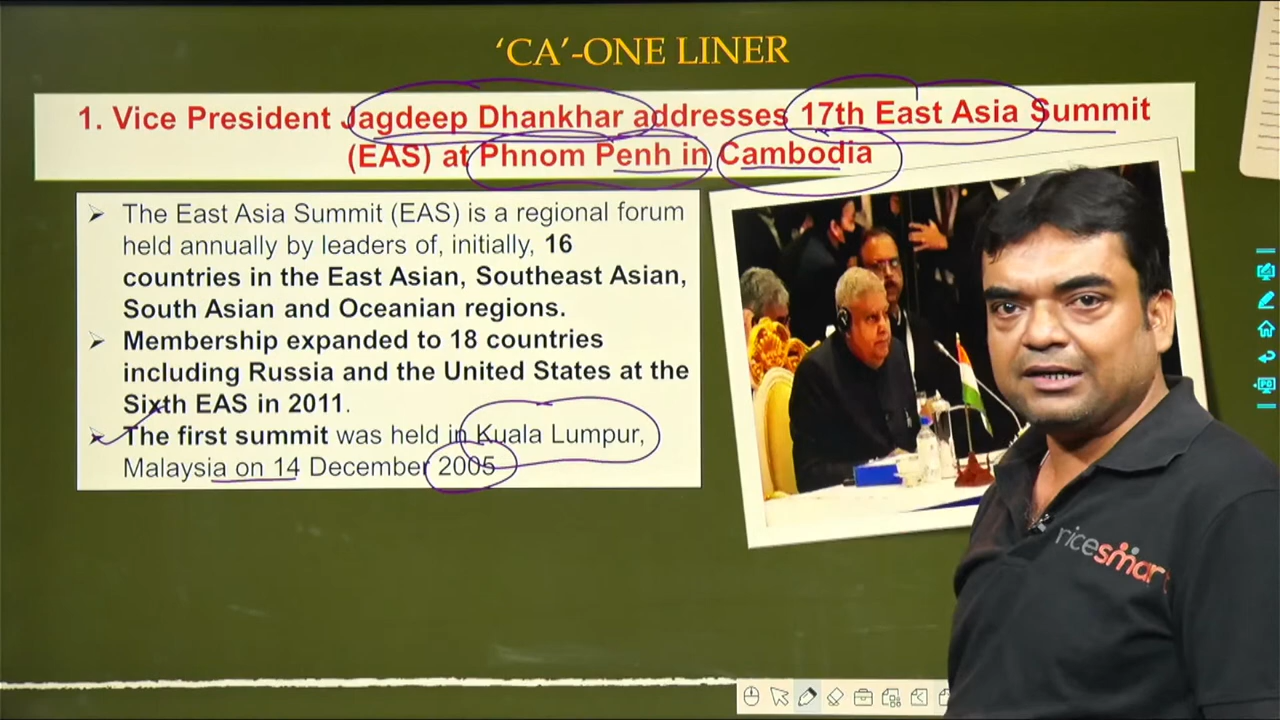 ‘CA’-ONE LINER
1. Vice President Jagdeep Dhankhar addresses 17th East Asia Summit
(EAS) at Phnom Penh in Cambodia
➢ The East Asia Summit (EAS) is a regional forum
held annually by leaders of, initially, 16
countries in the East Asian, Southeast Asian,
South Asian and Oceanian regions.
➢ Membership expanded to 18 countries
including Russia and the United States at the
Sixth EAS in 2011.
➢ The first summit was held in Kuala Lumpur,
Malaysia on 14 December 2005
ricesmart